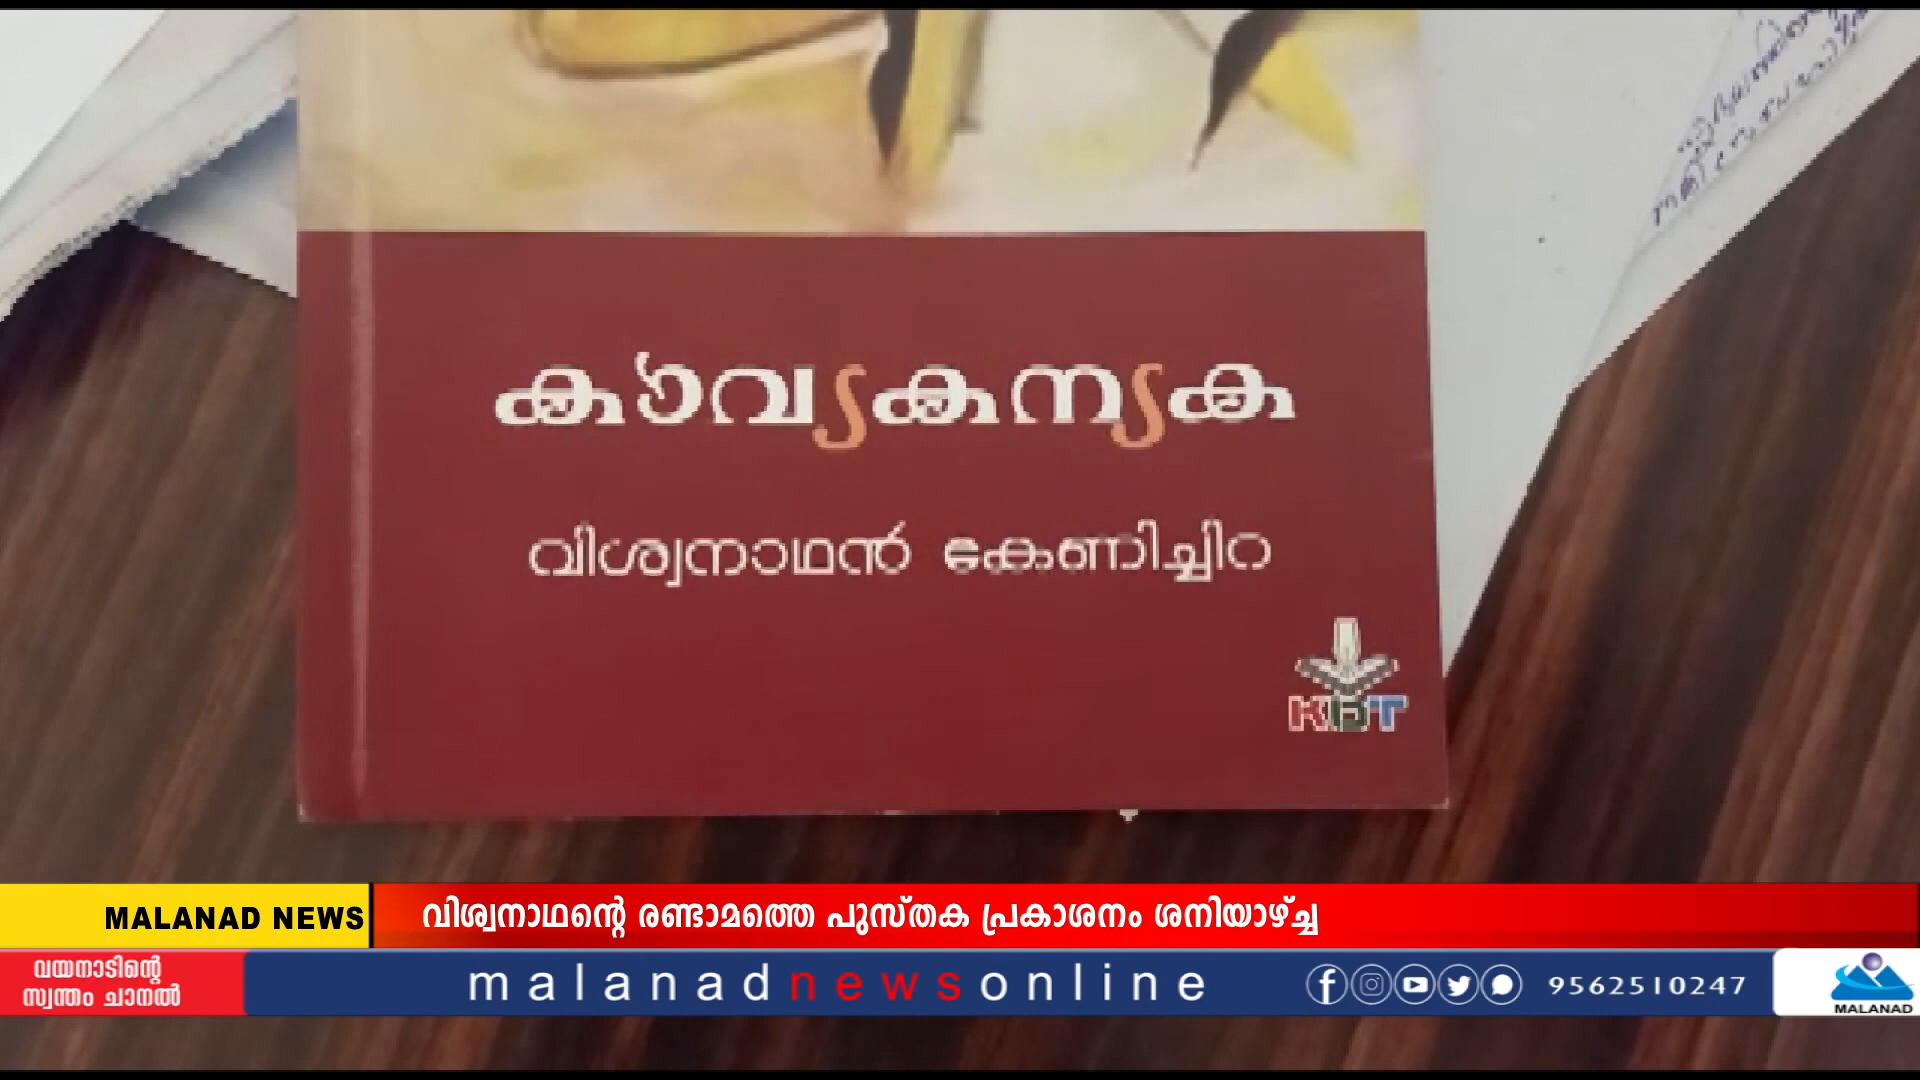 കാവ്യകന്യക
വിശ്വനാഥൻ കേണിച്ചിറ
KDT
MALANAD NEWS
വിശ്വനാഥന്റെ രണ്ടാമത്തെ പുസ്തക പ്രകാശനം ശനിയാഴ്ച്ച
വയനാടിന്റെ
സ്വന്തം ചാനൽ
malanadnewsonline
9562510247
MALANAD